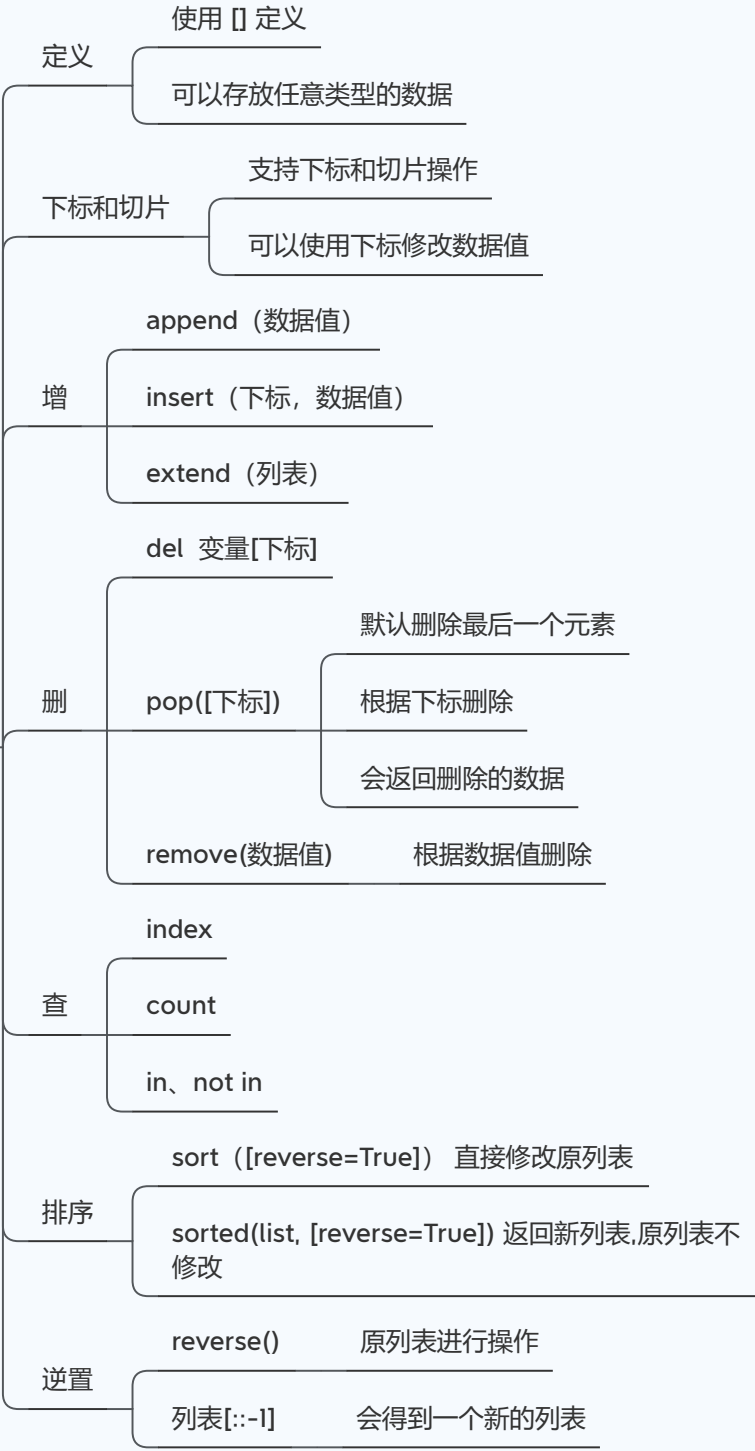 使用 [] 定义
定义
可以存放任意类型的数据
支持下标和切片操作
下标和切片
可以使用下标修改数据值
append（数据值）
增
insert（下标，数据值）
extend（列表）
del 变量[下标]
默认删除最后一个元素
删
pop([下标])
根据下标删除
会返回删除的数据
remove(数据值)
根据数据值删除
index
查
count
in、not in
sort（[reverse=True]） 直接修改原列表
排序
sorted(list, [reverse=True]) 返回新列表,原列表不
修改
reverse()
原列表进行操作
逆置
列表[::-1]
会得到一个新的列表